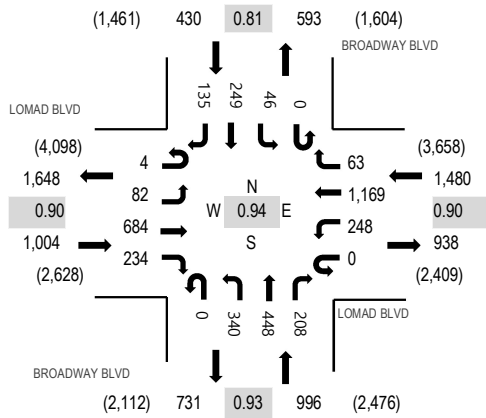 (1,461) 430 0.81 593 (1,604)
BROADWAY BLVD
LOMAD BLVD
135 249 46 0
(4,098) (3,658)
4 63
1,648 1,480
82 N 1,169
0.90 W 0.94 E 0.90
684 S 248
1,004 938
234 0
(2,628) (2,409)
0 340 448 208
LOMAD BLVD
BROADWAY BLVD
(2,112) 731 0.93 996 (2,476)